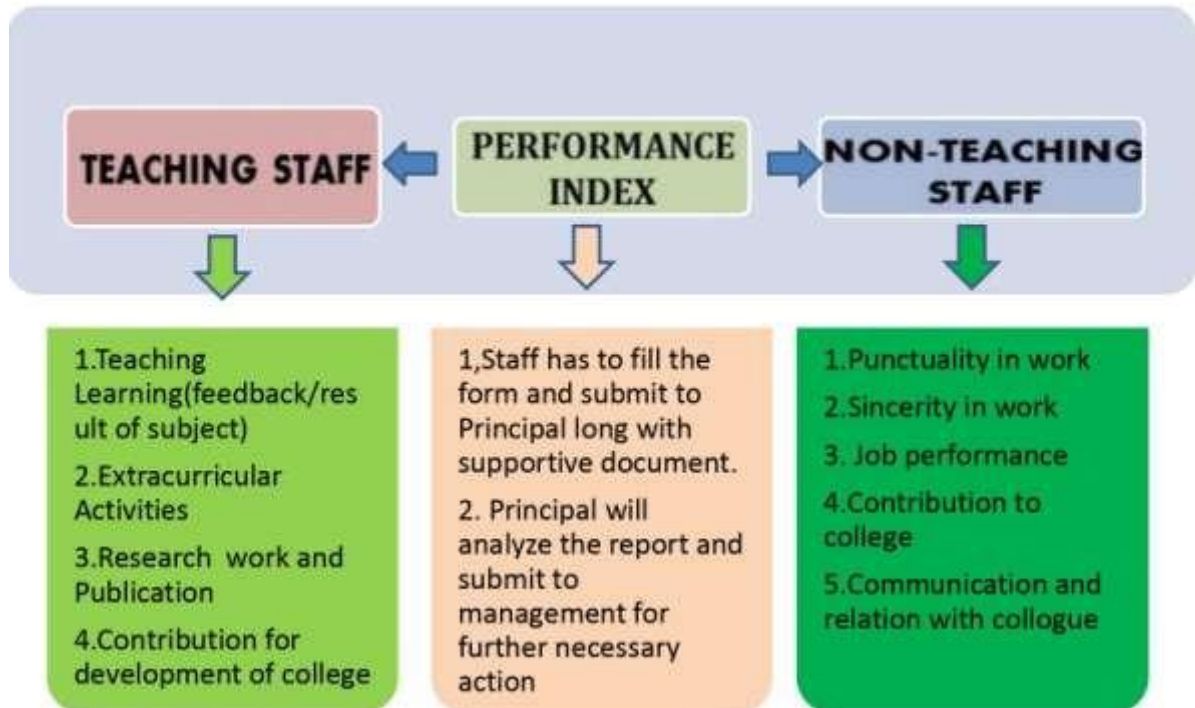 TEACHING STAFF
PERFORMANCE
INDEX
NON-TEACHING
STAFF
1.Teaching
Learning(feedback/res
ult of subject)
2.Extracurricular
Activities
3.Research work and
Publication
4.Contribution for
development of college
1,Staff has to fill the
form and submit to
Principal long with
supportive document.
2. Principal will
analyze the report and
submit to
management for
further necessary
action
1.Punctuality in work
2.Sincerity in work
3. Job performance
4.Contribution to
college
5.Communication and
relation with collogue